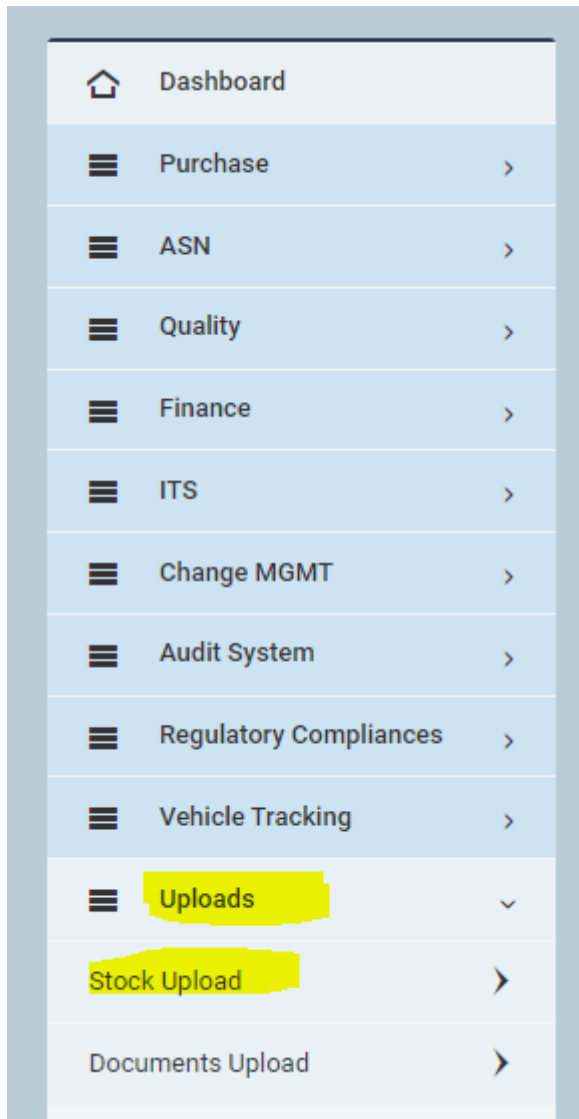 Dashboard
Purchase
ASN
Quality
Finance
ITS
Change MGMT
Audit System
Regulatory Compliances
Vehicle Tracking
Uploads
Stock Upload
Documents Upload